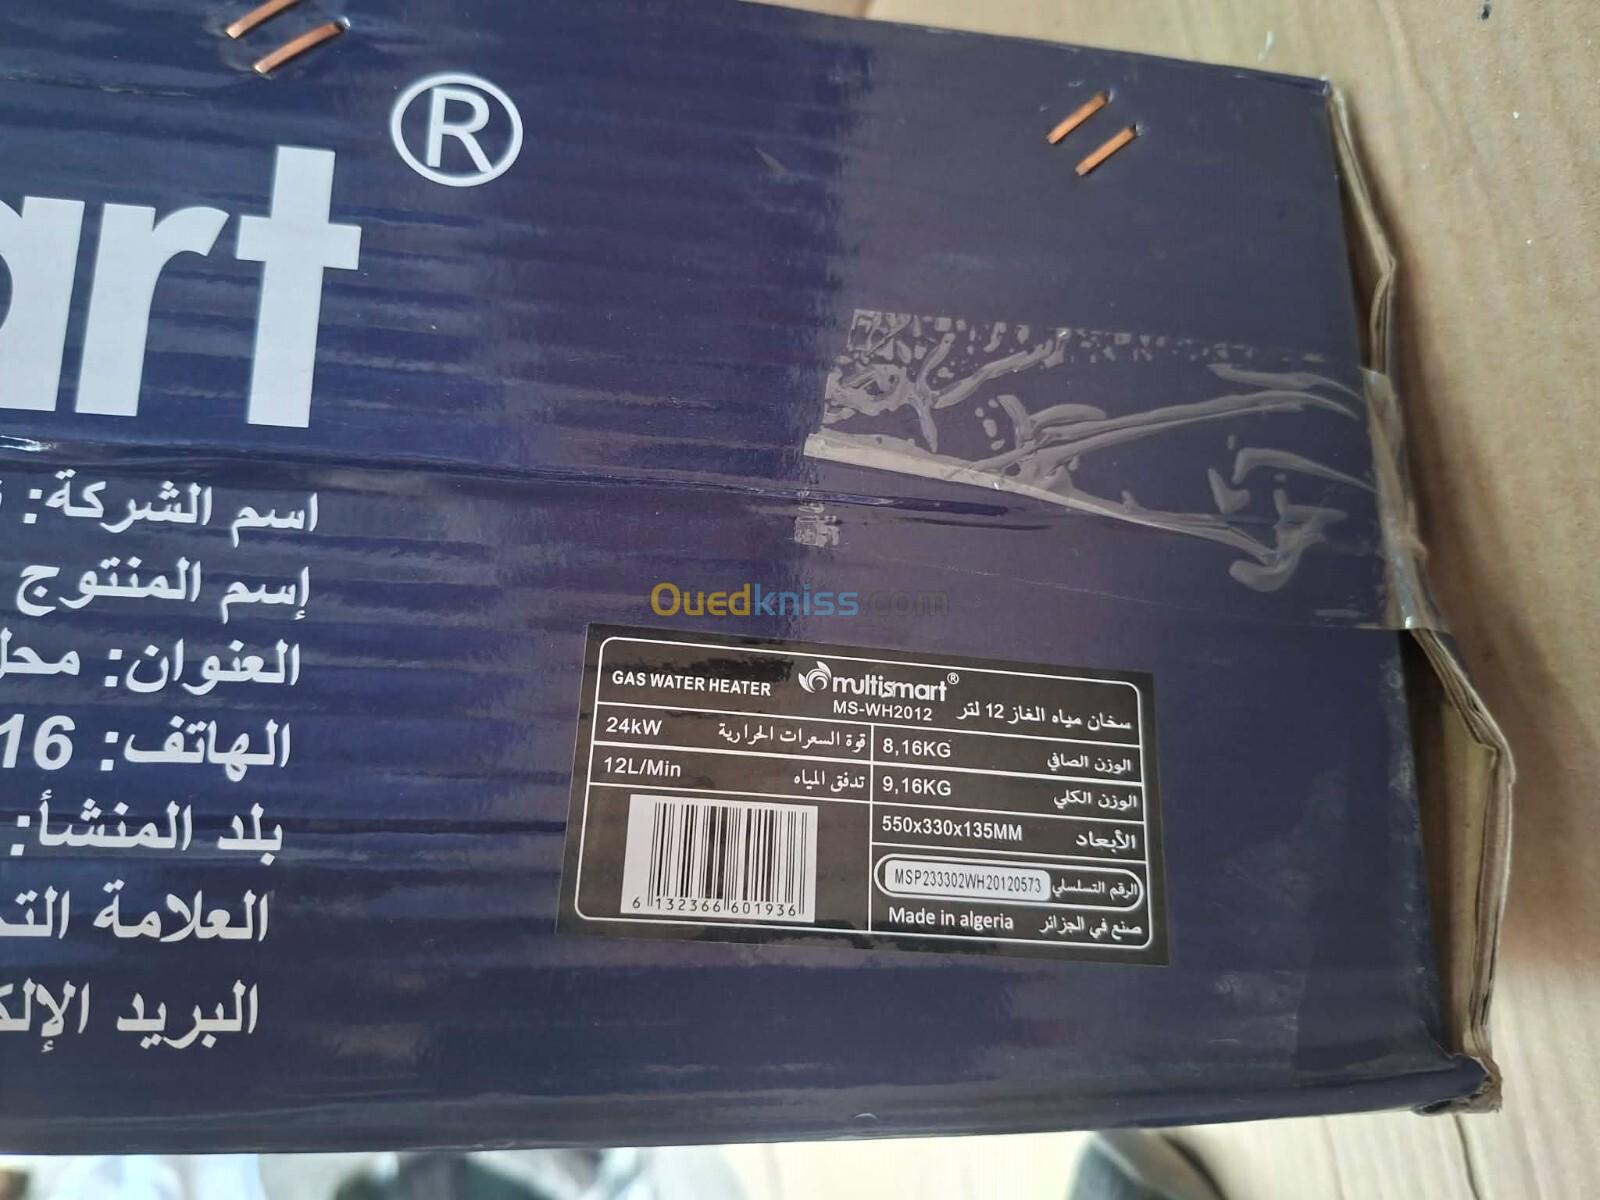 art®
اسم الشركة:
إسم المنتوج
العنوان: محل
الهاتف: 16
بلد المنشأ:
العلامة التج
البريد الإلك
Ouedkniss.com
GAS WATER HEATER
multismart®
MS-WH2012
سخان مياه الغاز 12 لتر
24kW قوة السعرات الحرارية
8,16KG الوزن الصافي
12L/Min تدفق المياه
9,16KG الوزن الكلي
550x330x135MM الأبعاد
MSP233302WH20120573 الرقم التسلسلي
Made in algeria صنع في الجزائر
6 132366 601936